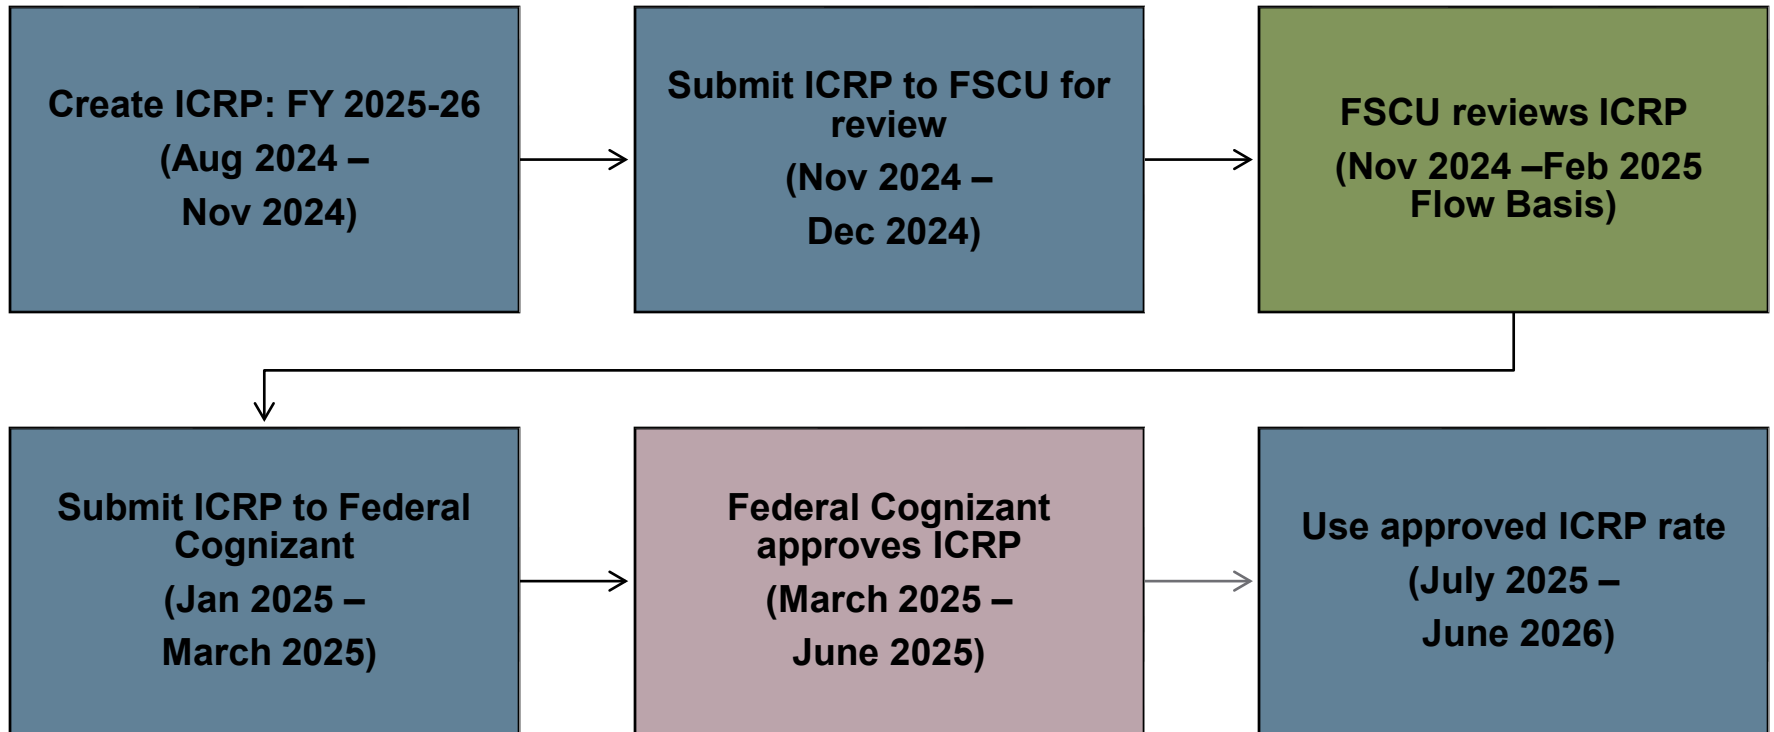 Create ICRP: FY 2025-26
(Aug 2024 –
Nov 2024)
Submit ICRP to FSCU for
review
(Nov 2024 –
Dec 2024)
FSCU reviews ICRP
(Nov 2024 –Feb 2025
Flow Basis)
Submit ICRP to Federal
Cognizant
(Jan 2025 –
March 2025)
Federal Cognizant
approves ICRP
(March 2025 –
June 2025)
Use approved ICRP rate
(July 2025 –
June 2026)